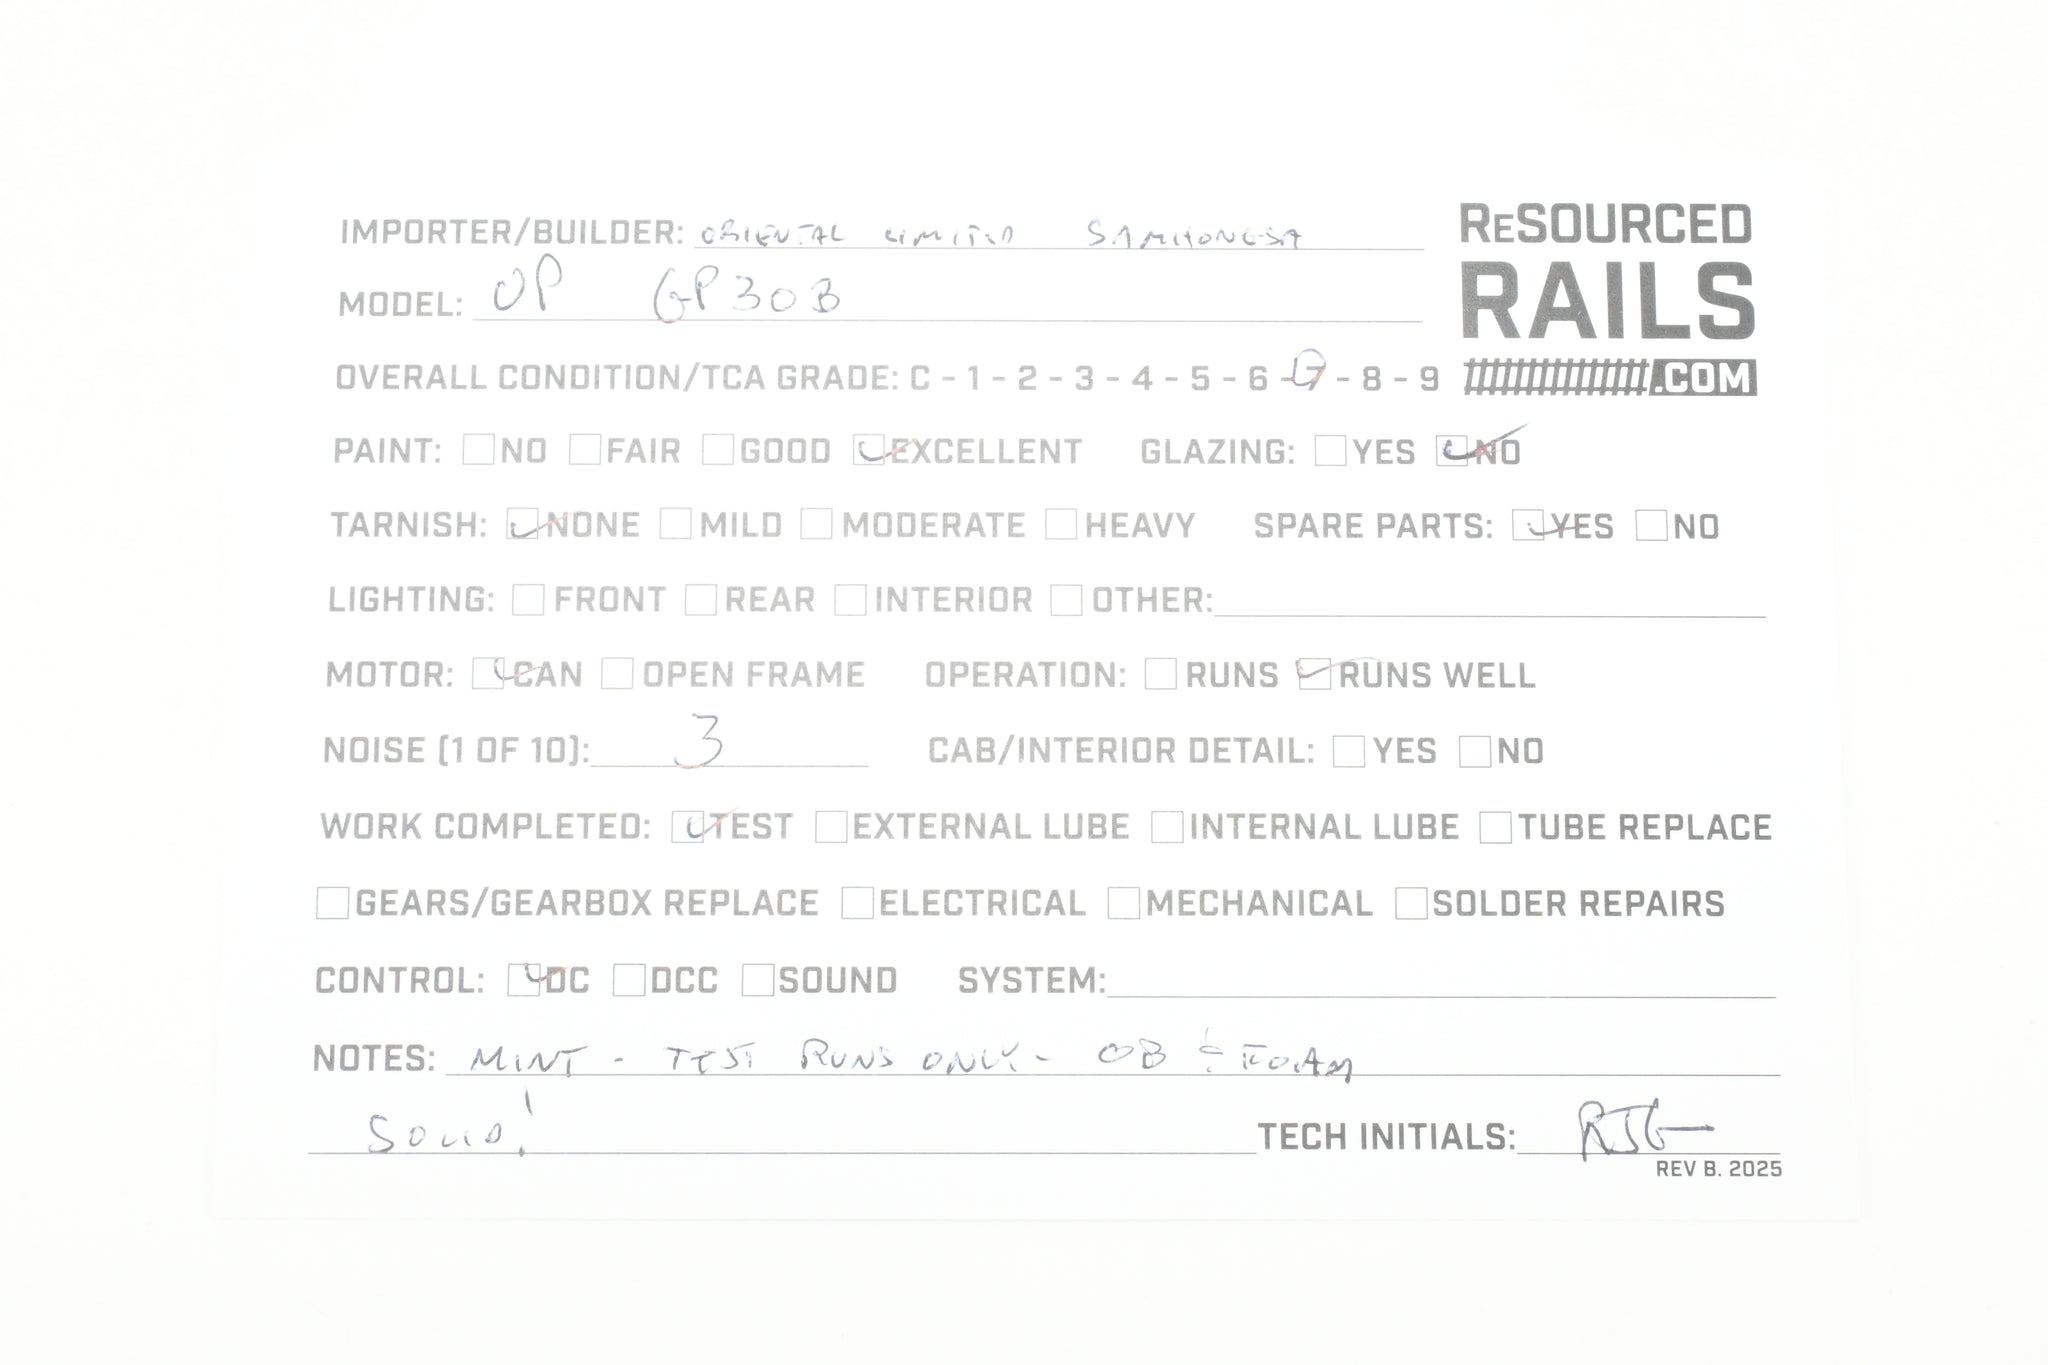 IMPORTER/BUILDER: ORIENTAL LIMITED SAMHONGSA
RESOURCED
RAILS
.COM
MODEL: UP GP30B
OVERALL CONDITION/TCA GRADE: C - 1 - 2 - 3 - 4 - 5 - 6 - 7 - 8 - 9
PAINT: NO FAIR GOOD EXCELLENT GLAZING: YES NO
TARNISH: NONE MILD MODERATE HEAVY SPARE PARTS: YES NO
LIGHTING: FRONT REAR INTERIOR OTHER:
MOTOR: CAN OPEN FRAME OPERATION: RUNS RUNS WELL
NOISE (1 OF 10): 3 CAB/INTERIOR DETAIL: YES NO
WORK COMPLETED: TEST EXTERNAL LUBE INTERNAL LUBE TUBE REPLACE
GEARS/GEARBOX REPLACE ELECTRICAL MECHANICAL SOLDER REPAIRS
CONTROL: DC DCC SOUND SYSTEM:
NOTES: MINT - TEST RUNS ONLY - OB & FOAM
SOLID! TECH INITIALS: RJG
REV B. 2025